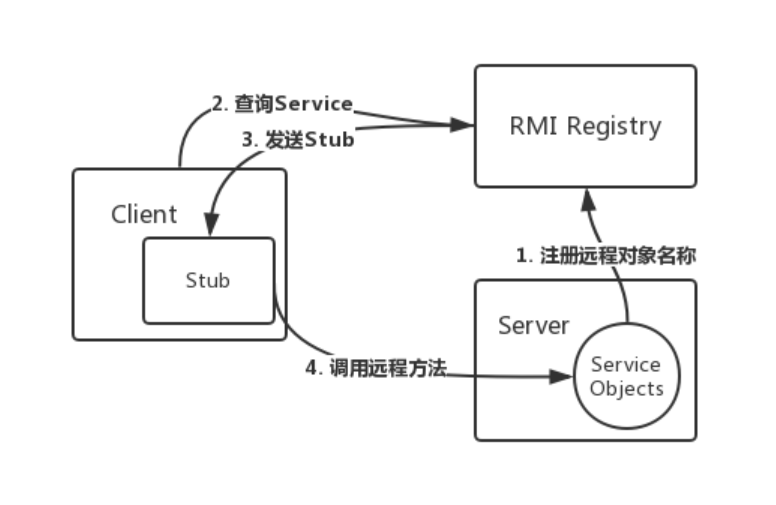 2. 查询Service
3. 发送Stub
RMI Registry
Client
Stub
1. 注册远程对象名称
Server
Service
Objects
4. 调用远程方法